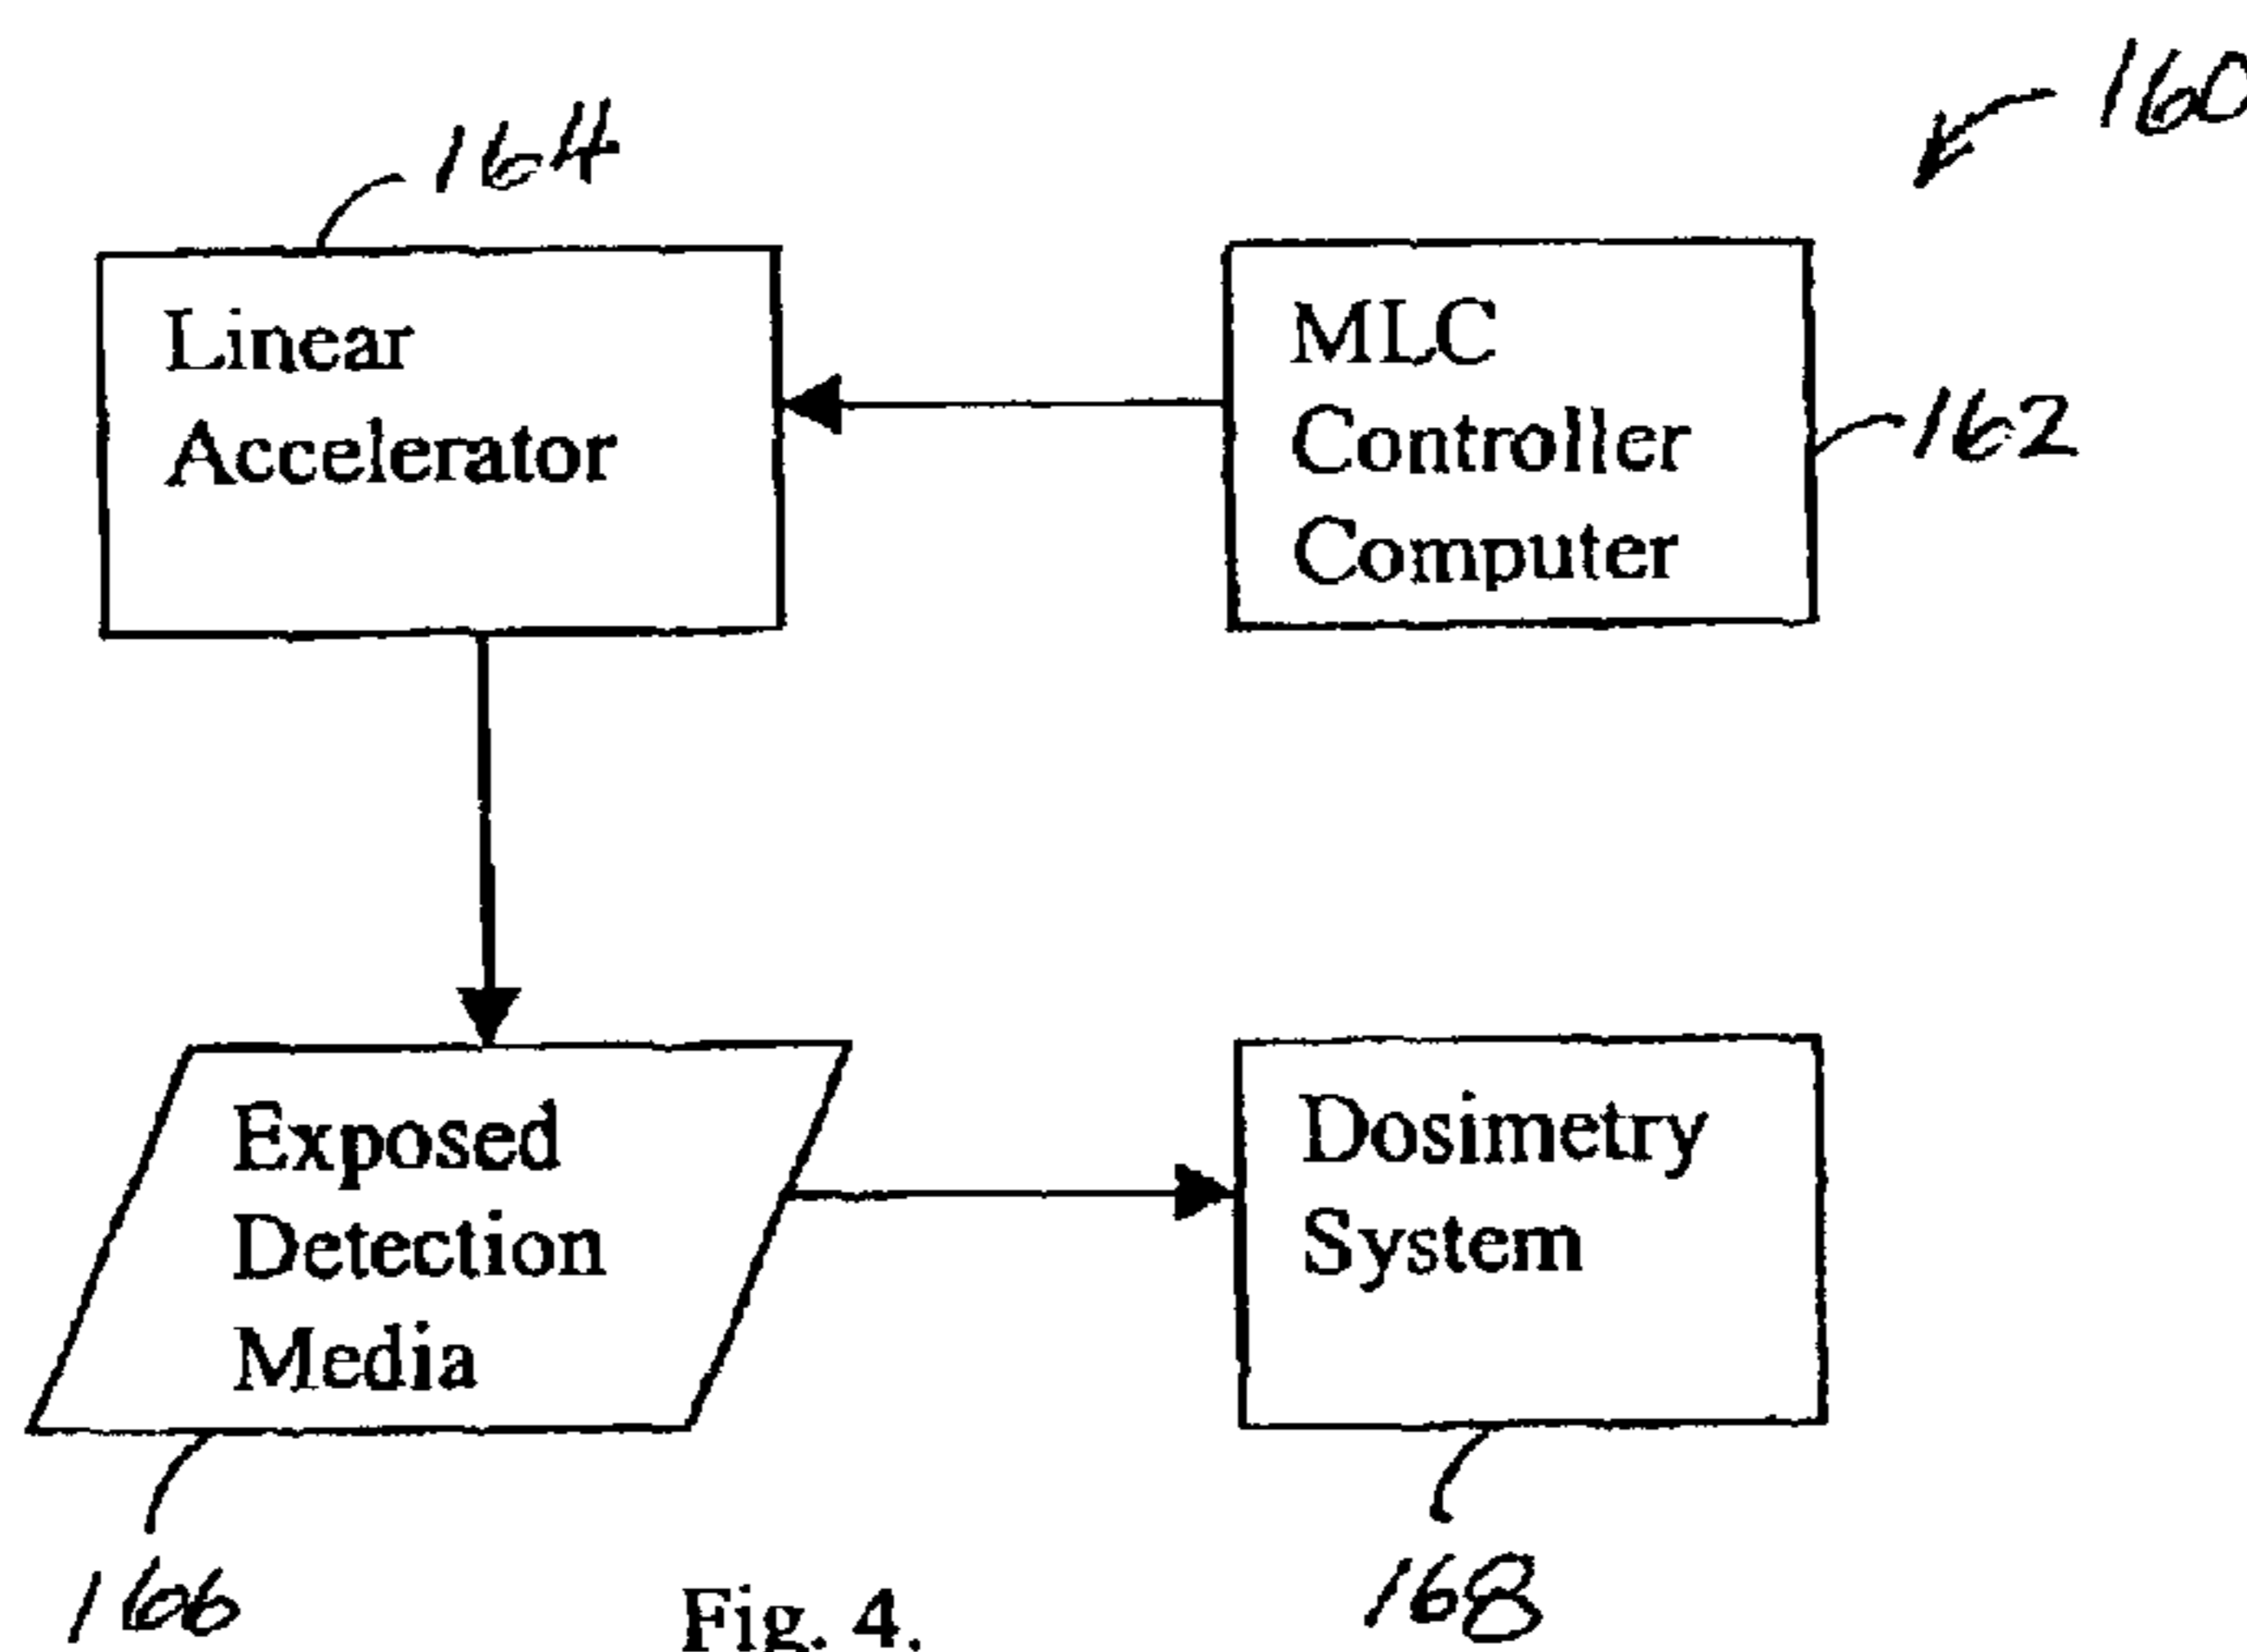 160
164
Linear
Accelerator
MLC
Controller
Computer
162
Exposed
Detection
Media
Dosimetry
System
166
168
Fig. 4.